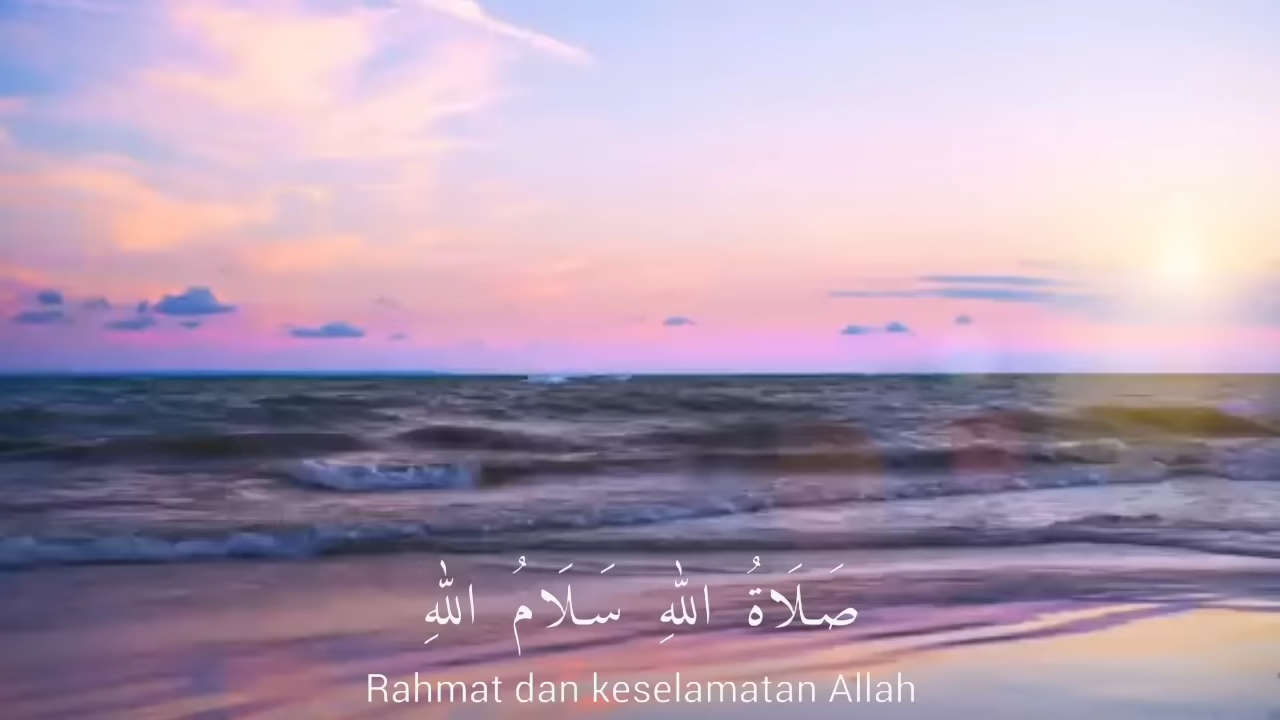 صَلَاةُ اللّٰهِ سَلَامُ اللّٰهِ
Rahmat dan keselamatan Allah